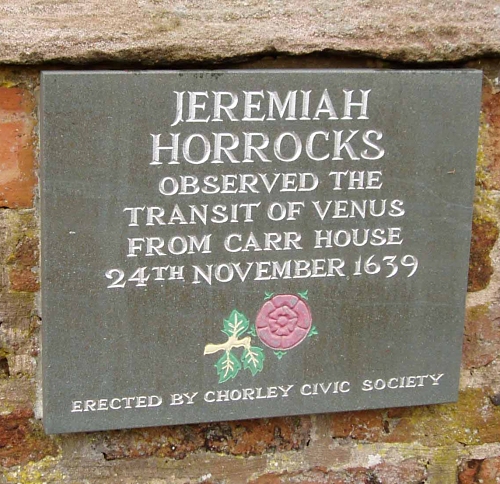 JEREMIAH
HORROCKS
OBSERVED THE
TRANSIT OF VENUS
FROM CARR HOUSE
24TH NOVEMBER 1639
ERECTED BY CHORLEY CIVIC SOCIETY